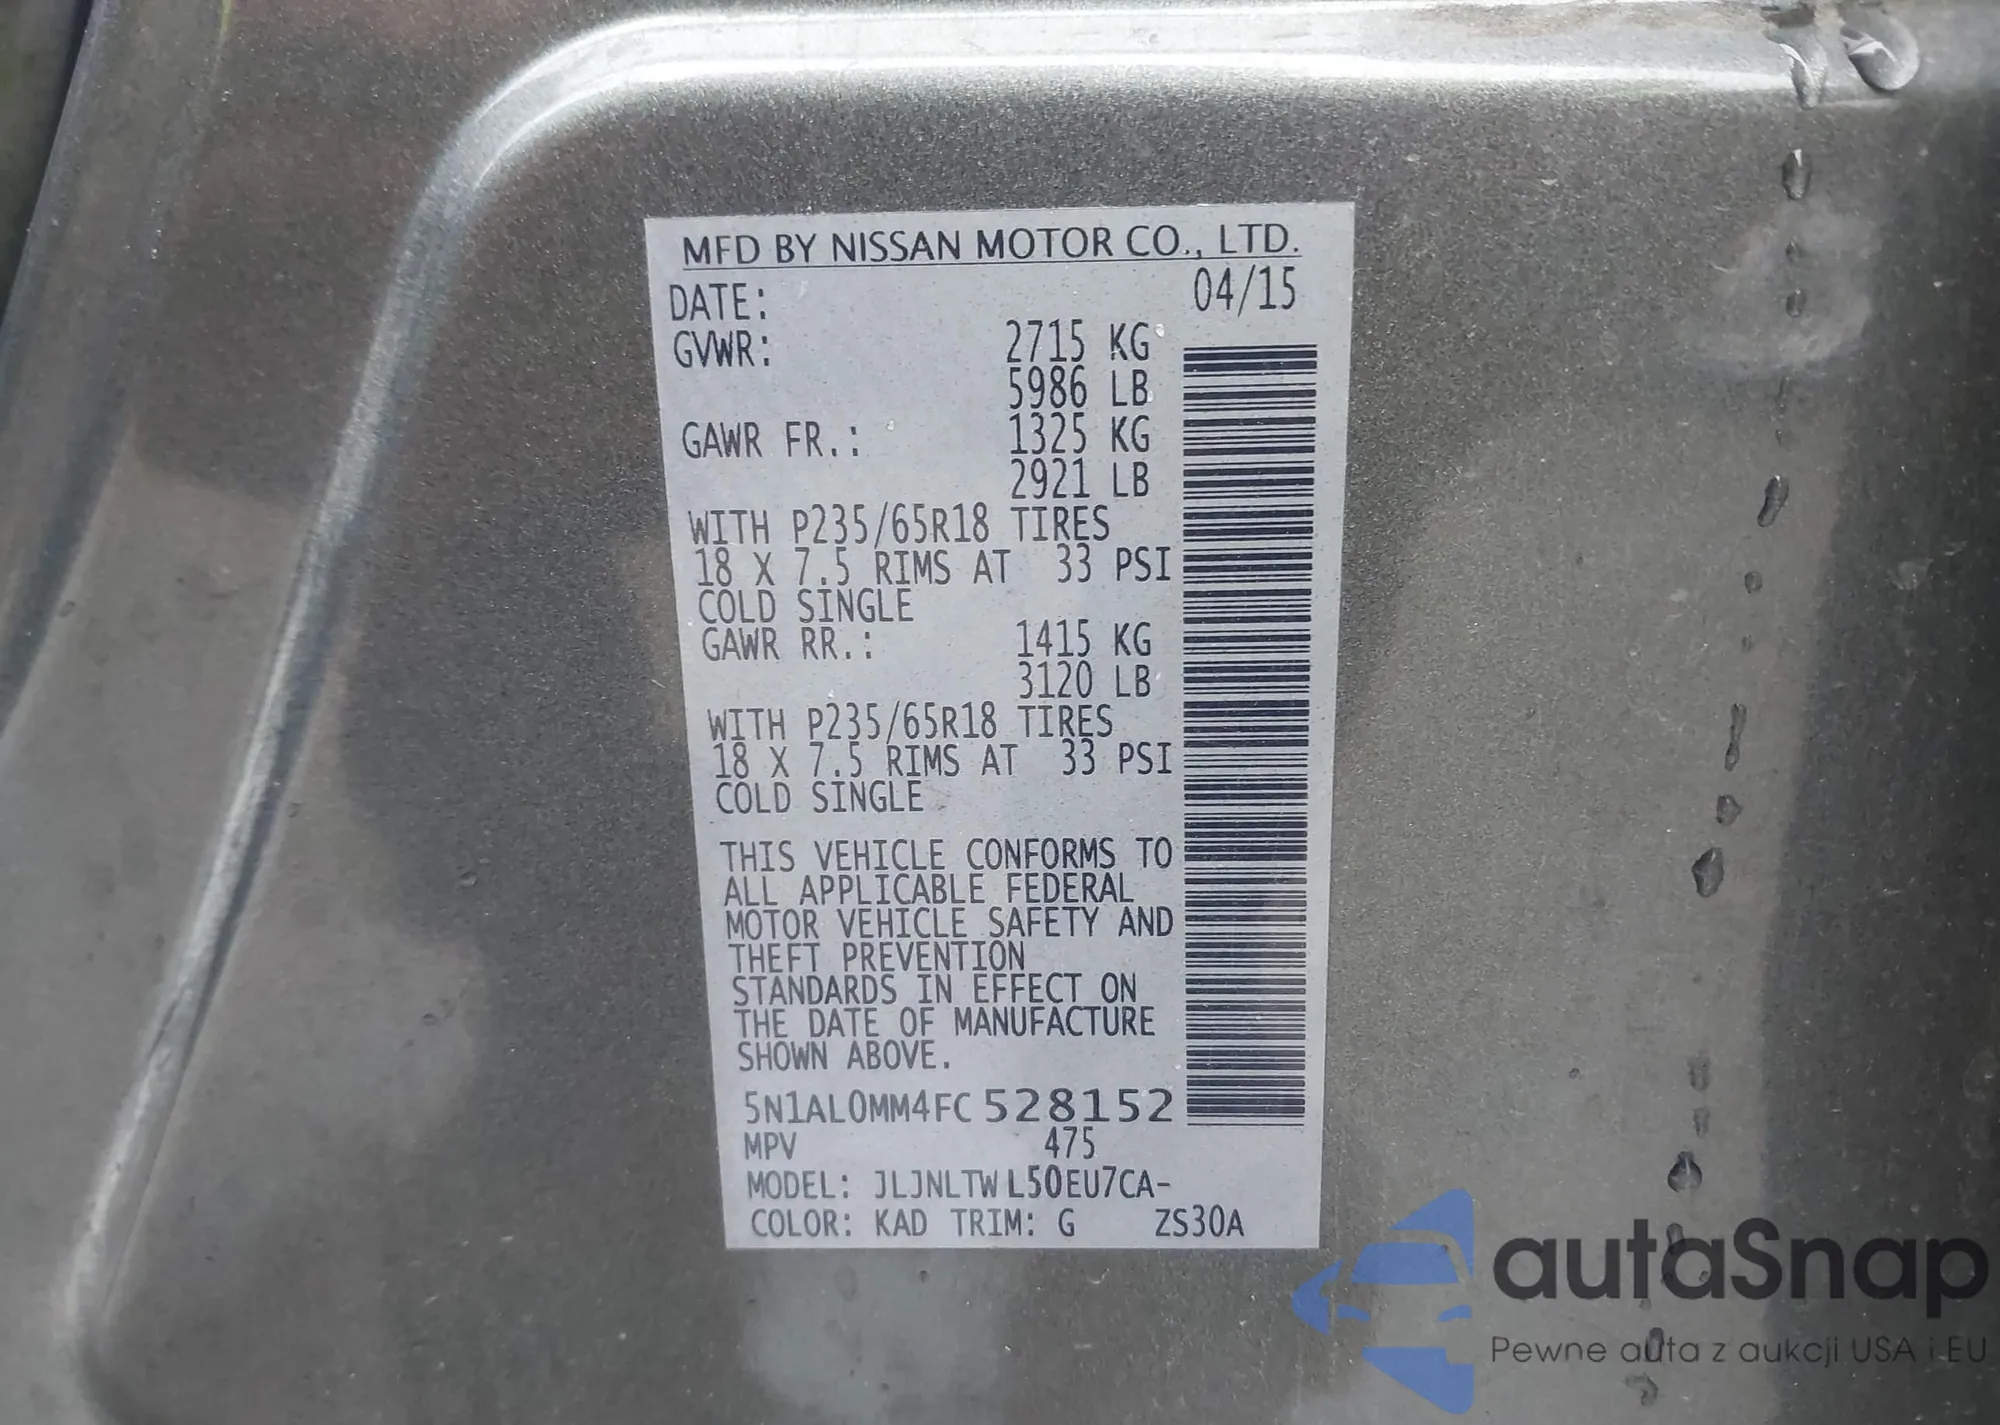 MFD BY NISSAN MOTOR CO., LTD.
DATE: 04/15
GVWR: 2715 KG
5986 LB
GAWR FR.: 1325 KG
2921 LB
WITH P235/65R18 TIRES
18 X 7.5 RIMS AT 33 PSI
COLD SINGLE
GAWR RR.: 1415 KG
3120 LB
WITH P235/65R18 TIRES
18 X 7.5 RIMS AT 33 PSI
COLD SINGLE
THIS VEHICLE CONFORMS TO
ALL APPLICABLE FEDERAL
MOTOR VEHICLE SAFETY AND
THEFT PREVENTION
STANDARDS IN EFFECT ON
THE DATE OF MANUFACTURE
SHOWN ABOVE.
5N1AL0MM4FC528152
MPV 475
MODEL: JLJNLTW L50EU7CA-
COLOR: KAD TRIM: G ZS30A
autaSnap
Pewne auta z aukcji USA i EU